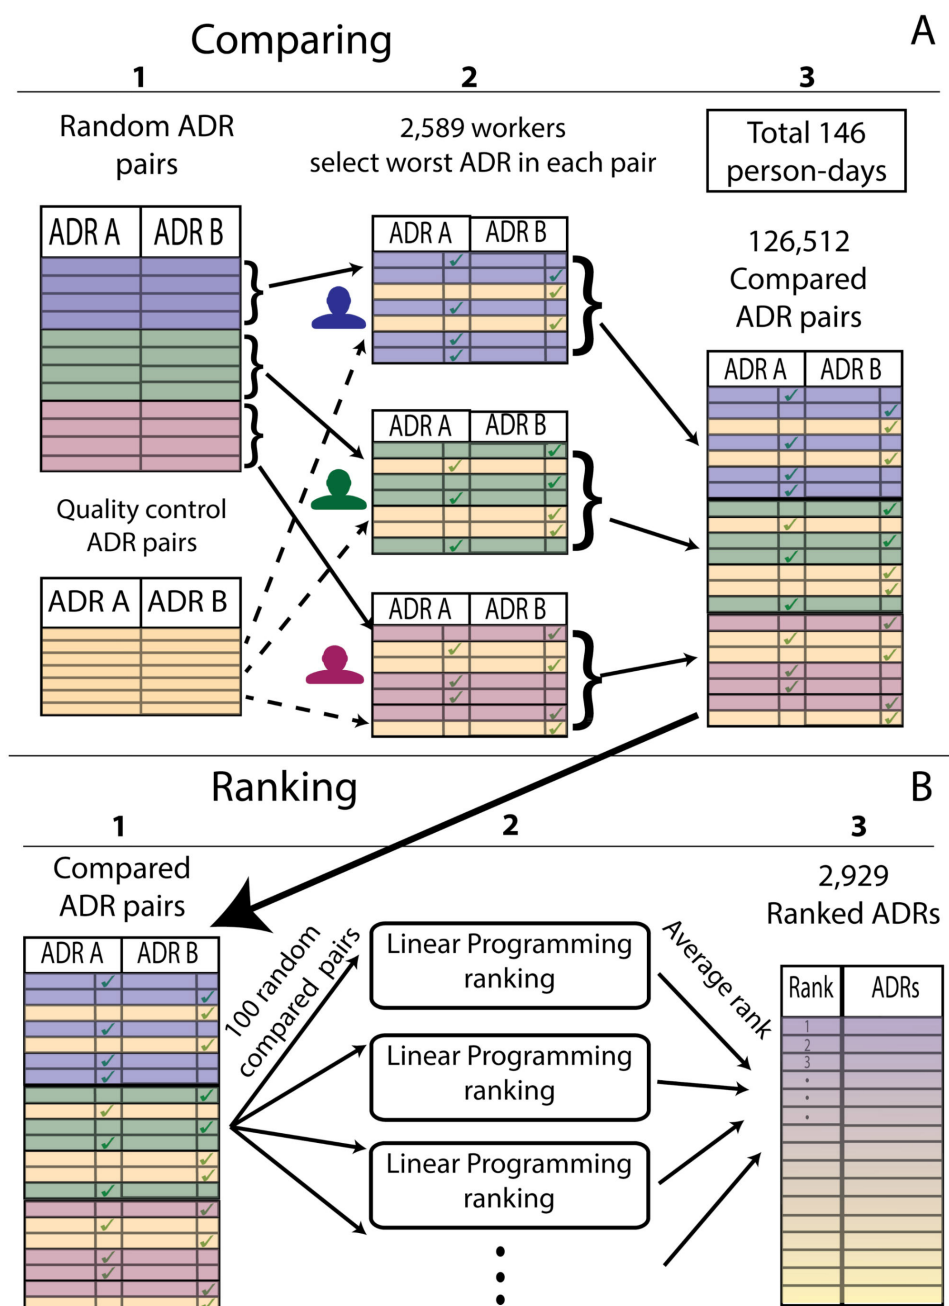 Comparing
A
1
2
3
Random ADR
pairs
2,589 workers
select worst ADR in each pair
Total 146
person-days
126,512
Compared
ADR pairs
ADR A ADR B
ADR A ADR B
ADR A ADR B
ADR A ADR B
Quality control
ADR pairs
ADR A ADR B
ADR A ADR B
Ranking
B
1
2
3
Compared
ADR pairs
2,929
Ranked ADRs
ADR A ADR B
100 random
compared pairs
Linear Programming
ranking
Linear Programming
ranking
Linear Programming
ranking
Average rank
Rank ADRs
1
2
3